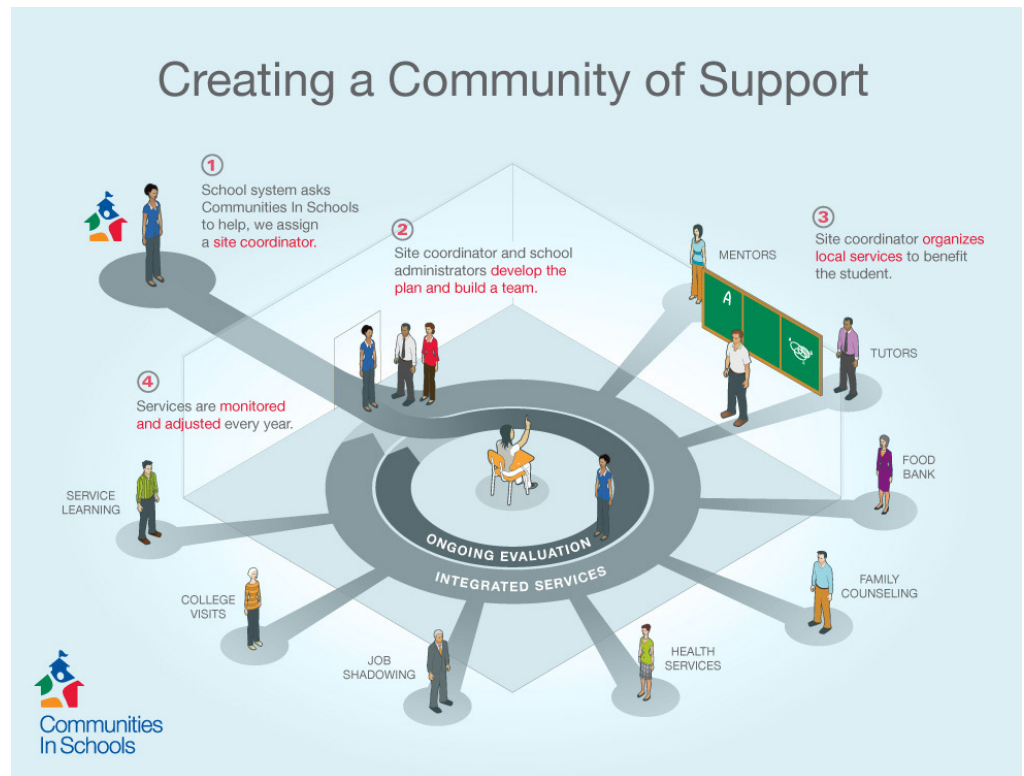 Creating a Community of Support
1
School system asks
Communities In Schools
to help, we assign
a site coordinator.
2
Site coordinator and school
administrators develop the
plan and build a team.
3
Site coordinator organizes
local services to benefit
the student.
MENTORS
A
TUTORS
4
Services are monitored
and adjusted every year.
FOOD
BANK
SERVICE
LEARNING
ONGOING EVALUATION
INTEGRATED SERVICES
FAMILY
COUNSELING
COLLEGE
VISITS
JOB
SHADOWING
HEALTH
SERVICES
Communities
In Schools